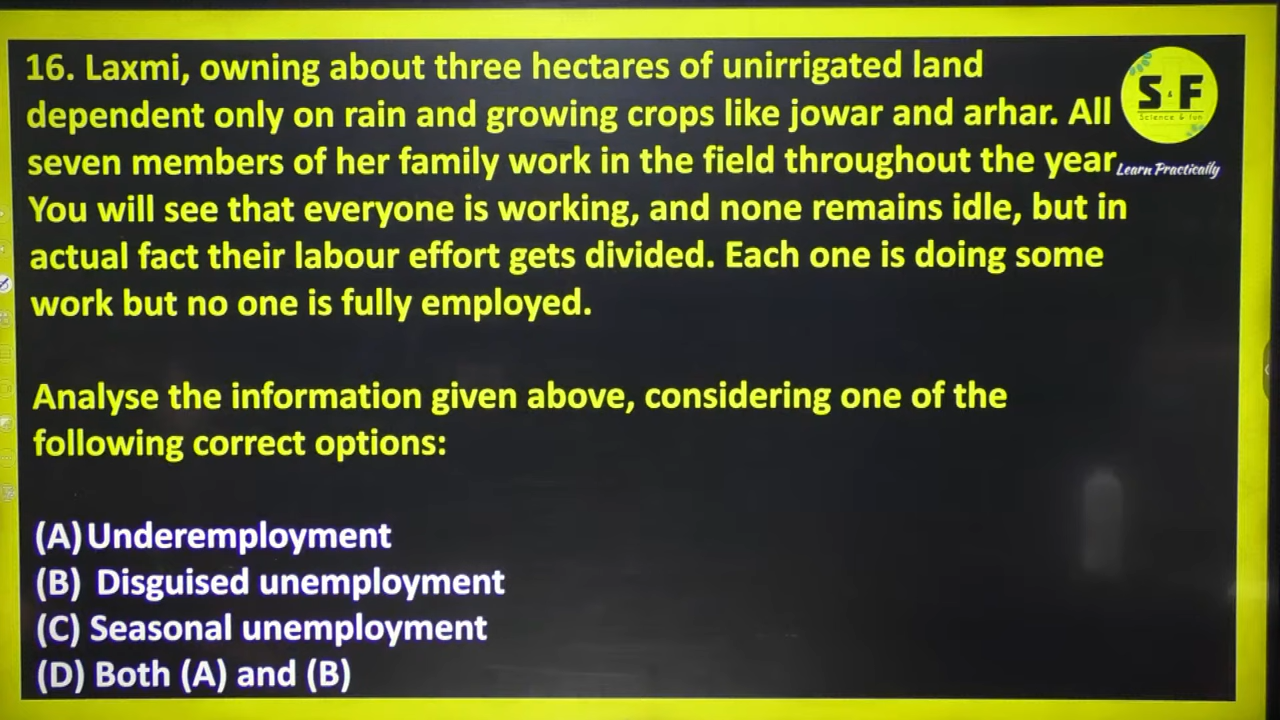 16. Laxmi, owning about three hectares of unirrigated land
dependent only on rain and growing crops like jowar and arhar. All
seven members of her family work in the field throughout the year
You will see that everyone is working, and none remains idle, but in
actual fact their labour effort gets divided. Each one is doing some
work but no one is fully employed.
Analyse the information given above, considering one of the
following correct options:
(A) Underemployment
(B) Disguised unemployment
(C) Seasonal unemployment
(D) Both (A) and (B)
S & F
Science & fun
Learn Practically